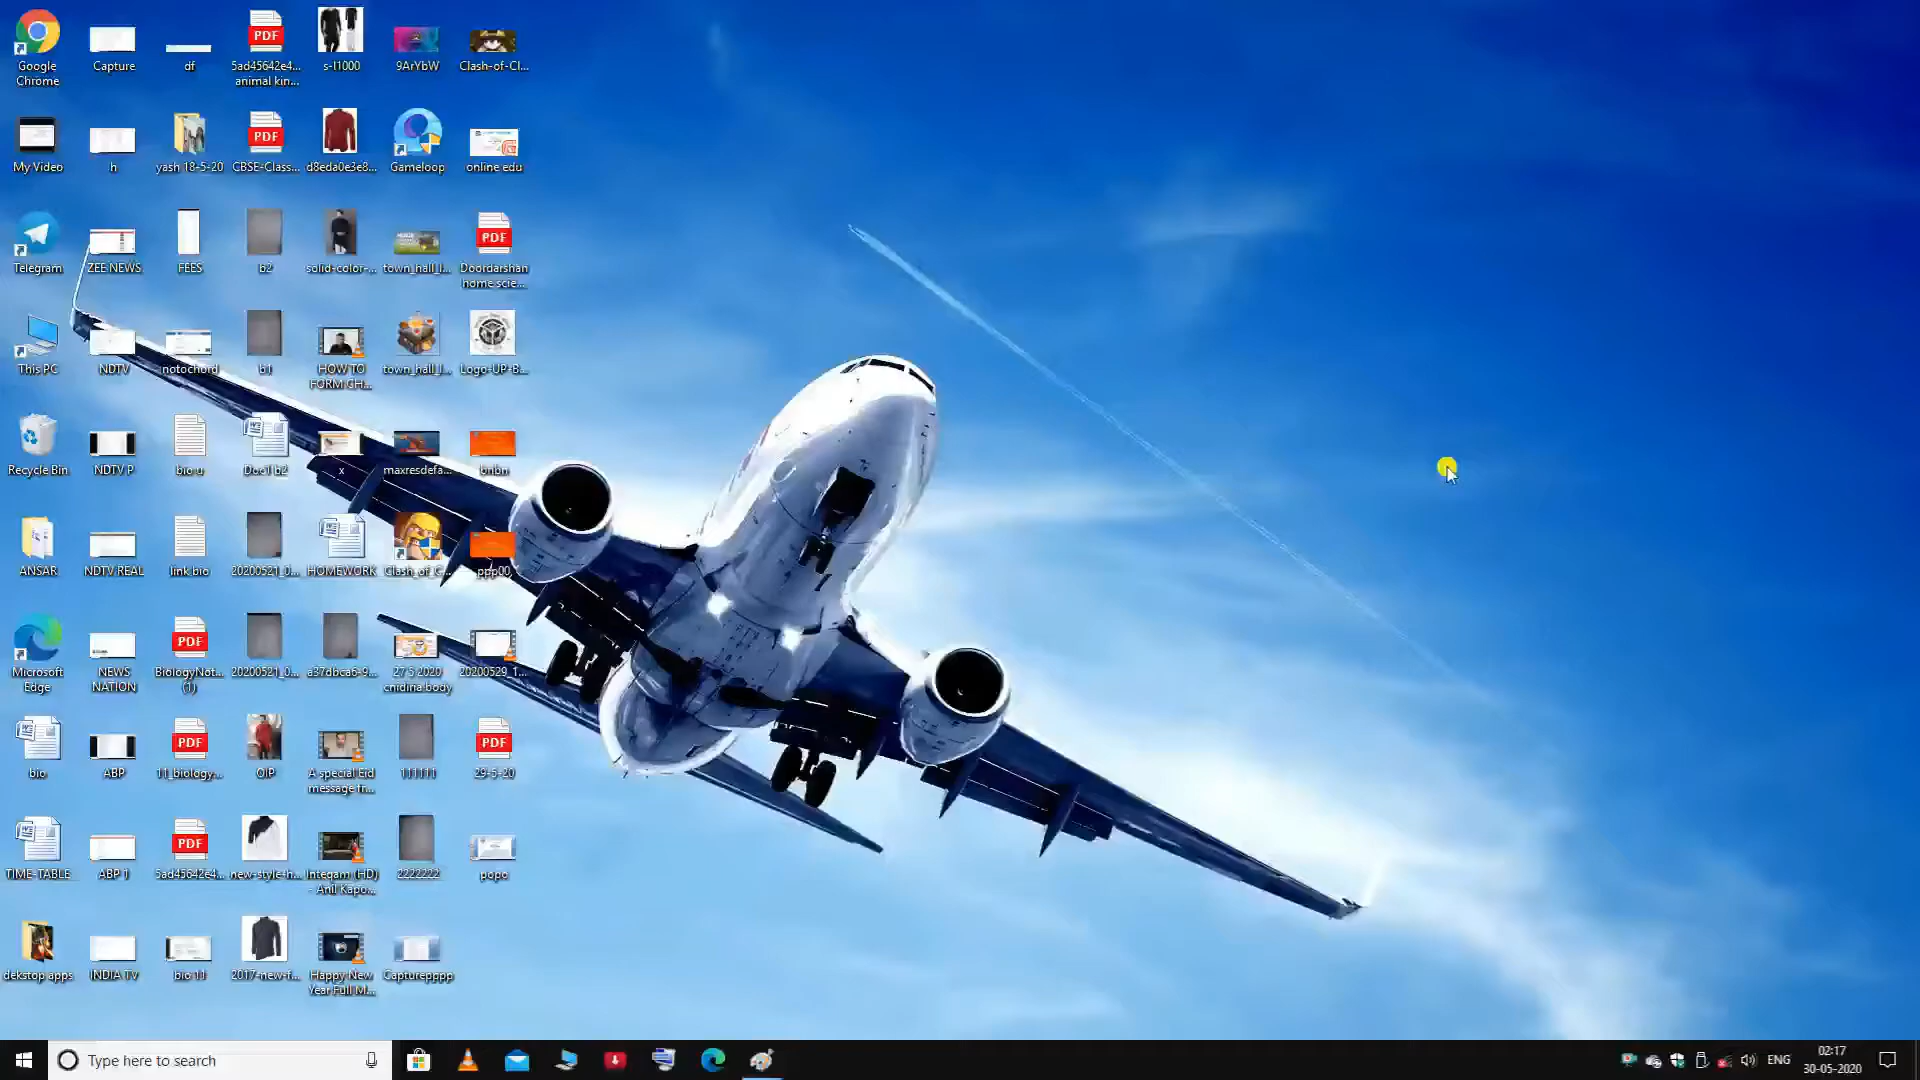 Google
Chrome
Capture
df
PDF
5ad45642e4...
animal kin...
s-l1000
9ArYbW
Clash-of-Cl...
My Video
h
yash 18-5-20
PDF
CBSE-Class...
d8eda0e3e8...
Gameloop
online edu
Telegram
ZEE NEWS
FEES
b2
solid-color-...
town_hall_l...
PDF
Doordarshan
home scie...
This PC
NDTV
notochord
b1
HOW TO
FORM CH...
town_hall_l...
Logo-UP-B...
Recycle Bin
NDTV P
bio u
Doc1 b2
x
maxresdefa...
bnbn
ANSAR
NDTV REAL
link bio
20200521_0...
HOMEWORK
Clash_of_C...
ppp00,
Microsoft
Edge
NEWS
NATION
PDF
BiologyNot...
(1)
20200521_0...
a37dbca6-9...
27 5 2020
cnidiria body
20200529_1...
bio
ABP
PDF
11_biology...
OIP
A special Eid
message fr...
111111
PDF
29-5-20
TIME-TABLE
ABP 1
PDF
5ad45642e4...
new-style-h...
Inteqam (HD)
- Anil Kapo...
2222222
popo
dekstop apps
INDIA TV
bio 11
2017-new-f...
Happy New
Year Full M...
Capturepppp
Type here to search
ENG
02:17
30-05-2020